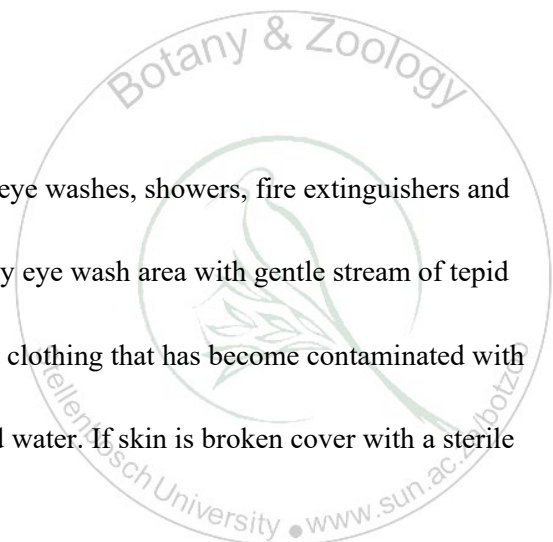 Botany & Zoology
eye washes, showers, fire extinguishers and
eye wash area with gentle stream of tepid
clothing that has become contaminated with
water. If skin is broken cover with a sterile
Stellenbosch University • www.sun.ac.za/botzoo